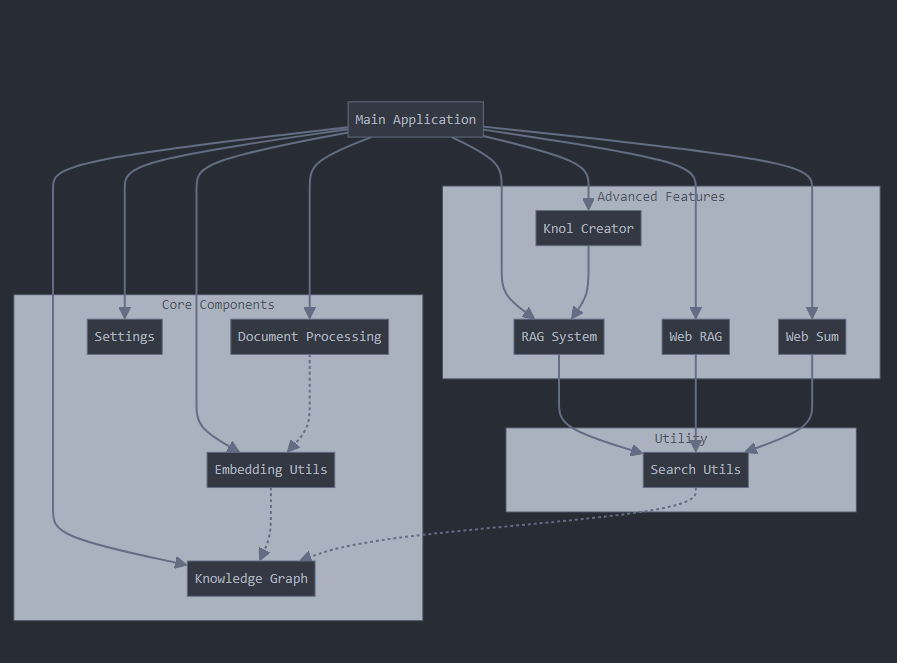 Main Application
Advanced Features
Knol Creator
Core Components
Settings
Document Processing
RAG System
Web RAG
Web Sum
Utility
Embedding Utils
Search Utils
Knowledge Graph